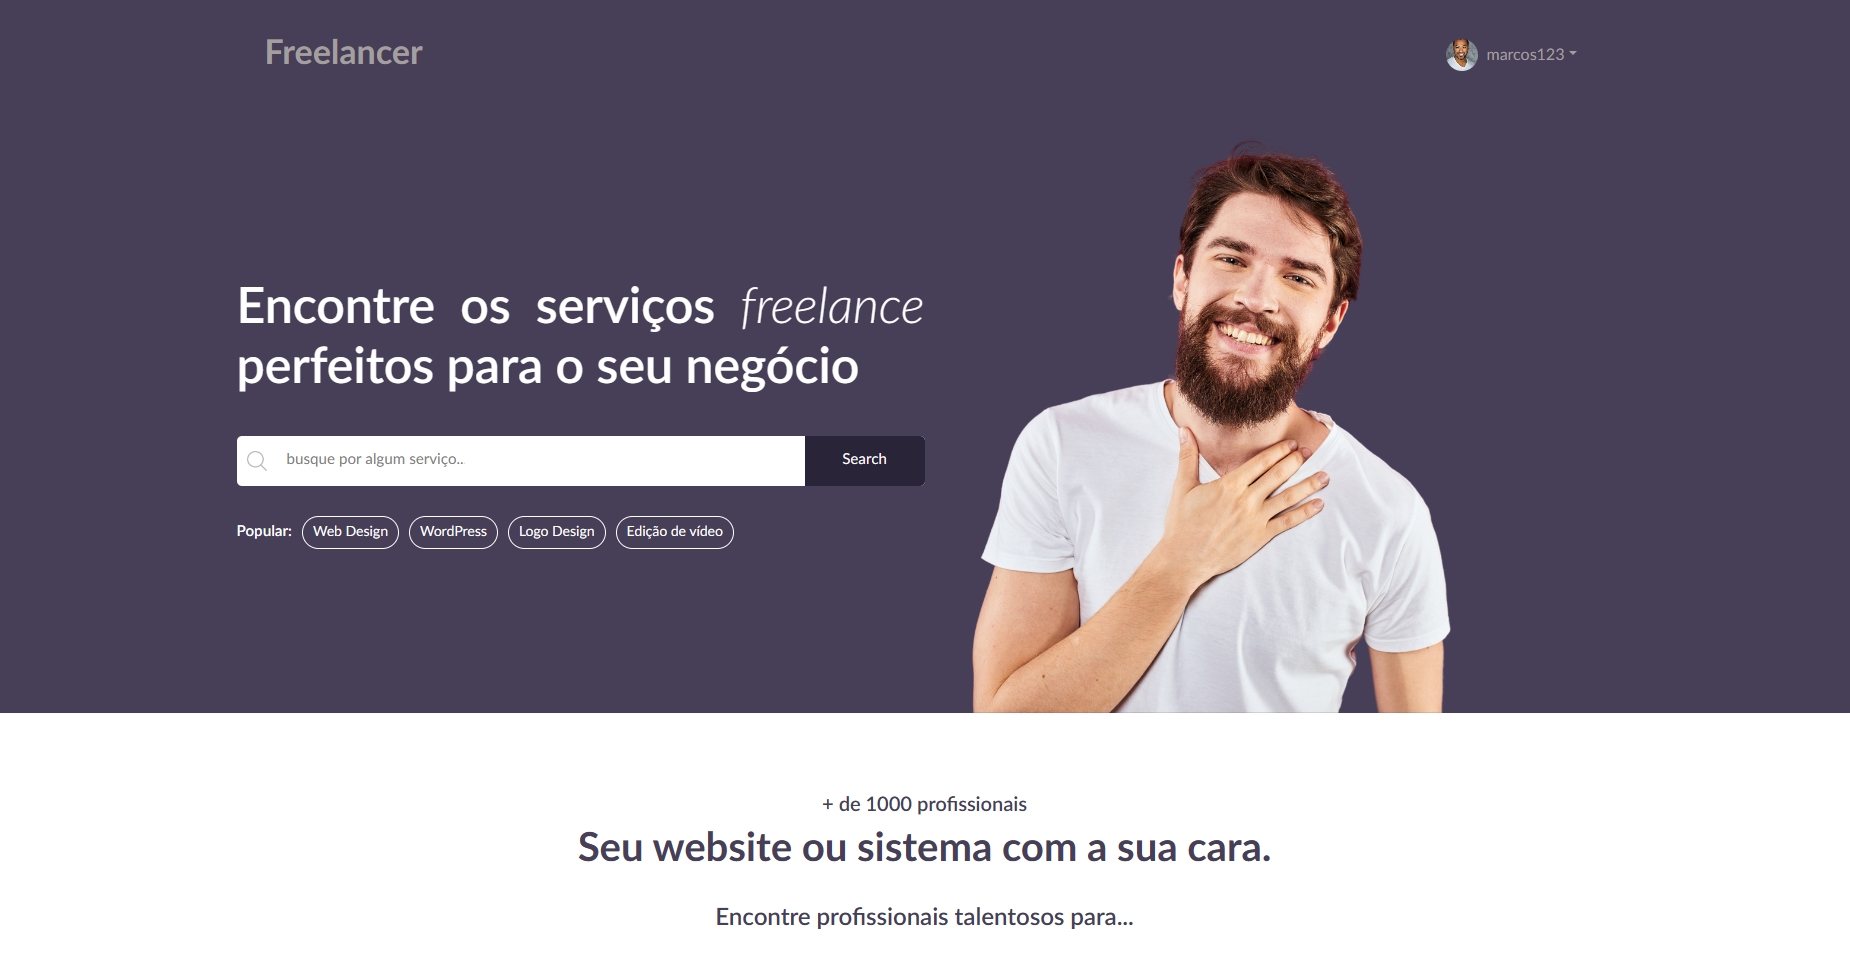 Freelancer
marcos123
Encontre os serviços freelance
perfeitos para o seu negócio
busque por algum serviço..
Search
Popular: Web Design WordPress Logo Design Edição de vídeo
+ de 1000 profissionais
Seu website ou sistema com a sua cara.
Encontre profissionais talentosos para...